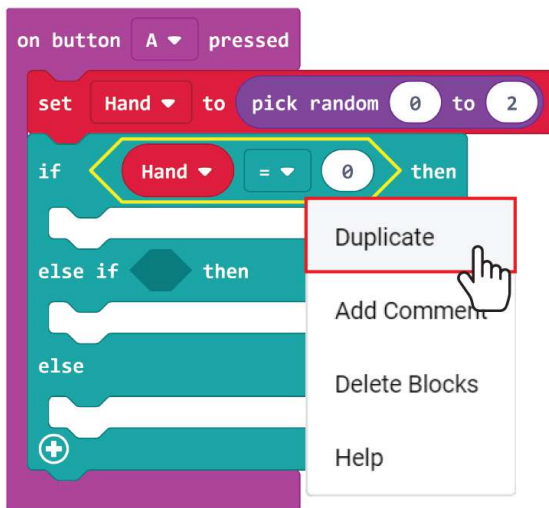 on button A pressed
set Hand to pick random 0 to 2
if Hand = 0 then
Duplicate
else if then
Add Comment
else
Delete Blocks
Help